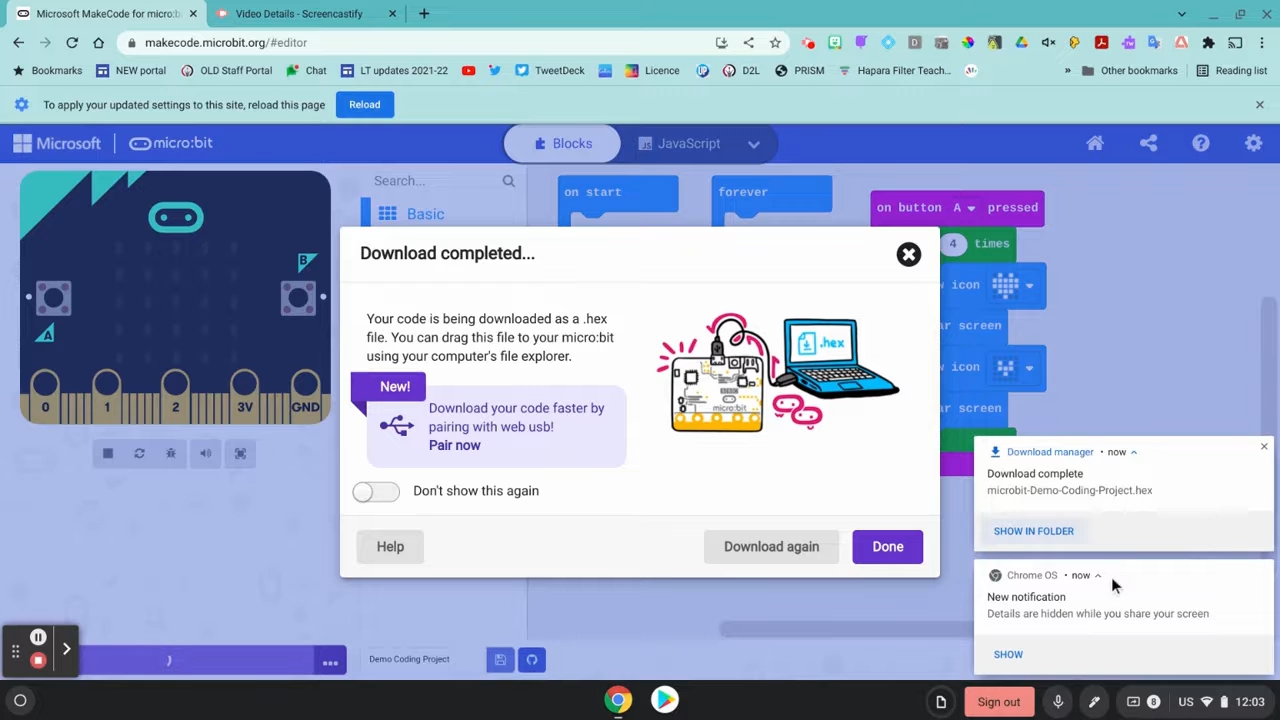 Microsoft MakeCode for micro:b
Video Details - Screencastify
makecode.microbit.org/#editor
Bookmarks
NEW portal
OLD Staff Portal
Chat
LT updates 2021-22
TweetDeck
Licence
D2L
PRISM
Hapara Filter Teach...
»
Other bookmarks
Reading list
To apply your updated settings to this site, reload this page
Reload
Microsoft
micro:bit
Blocks
JavaScript
Search...
Basic
on start
forever
on button A pressed
4 times
w icon
ar screen
w icon
ar screen
A
B
0
1
2
3V
GND
Download completed...
Your code is being downloaded as a .hex
file. You can drag this file to your micro:bit
using your computer's file explorer.
New!
Download your code faster by
pairing with web usb!
Pair now
.hex
micro:bit
Don't show this again
Help
Download again
Done
Download manager • now
Download complete
microbit-Demo-Coding-Project.hex
SHOW IN FOLDER
Chrome OS • now
New notification
Details are hidden while you share your screen
SHOW
Demo Coding Project
Sign out
8
US
12:03